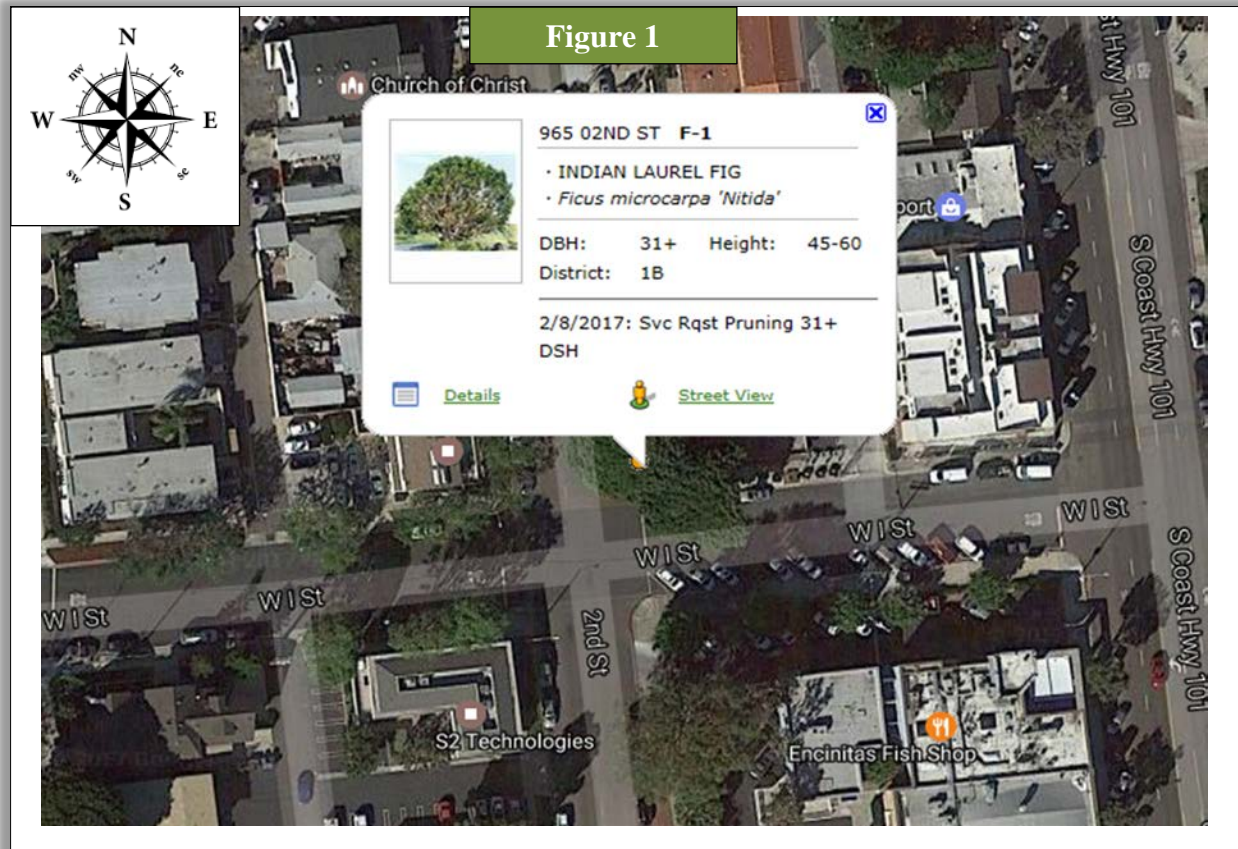 Figure 1
N
nw
ne
W
E
sw
se
S
Church of Christ
965 02ND ST F-1
· INDIAN LAUREL FIG
· Ficus microcarpa 'Nitida'
DBH: 31+ Height: 45-60
District: 1B
2/8/2017: Svc Rqst Pruning 31+
DSH
Details
Street View
st Hwy 101
port
S Coast Hwy 101
W I St
W I St
W I St
W I St
W I St
2nd St
S Coast Hwy 101
S2 Technologies
Encinitas Fish Shop